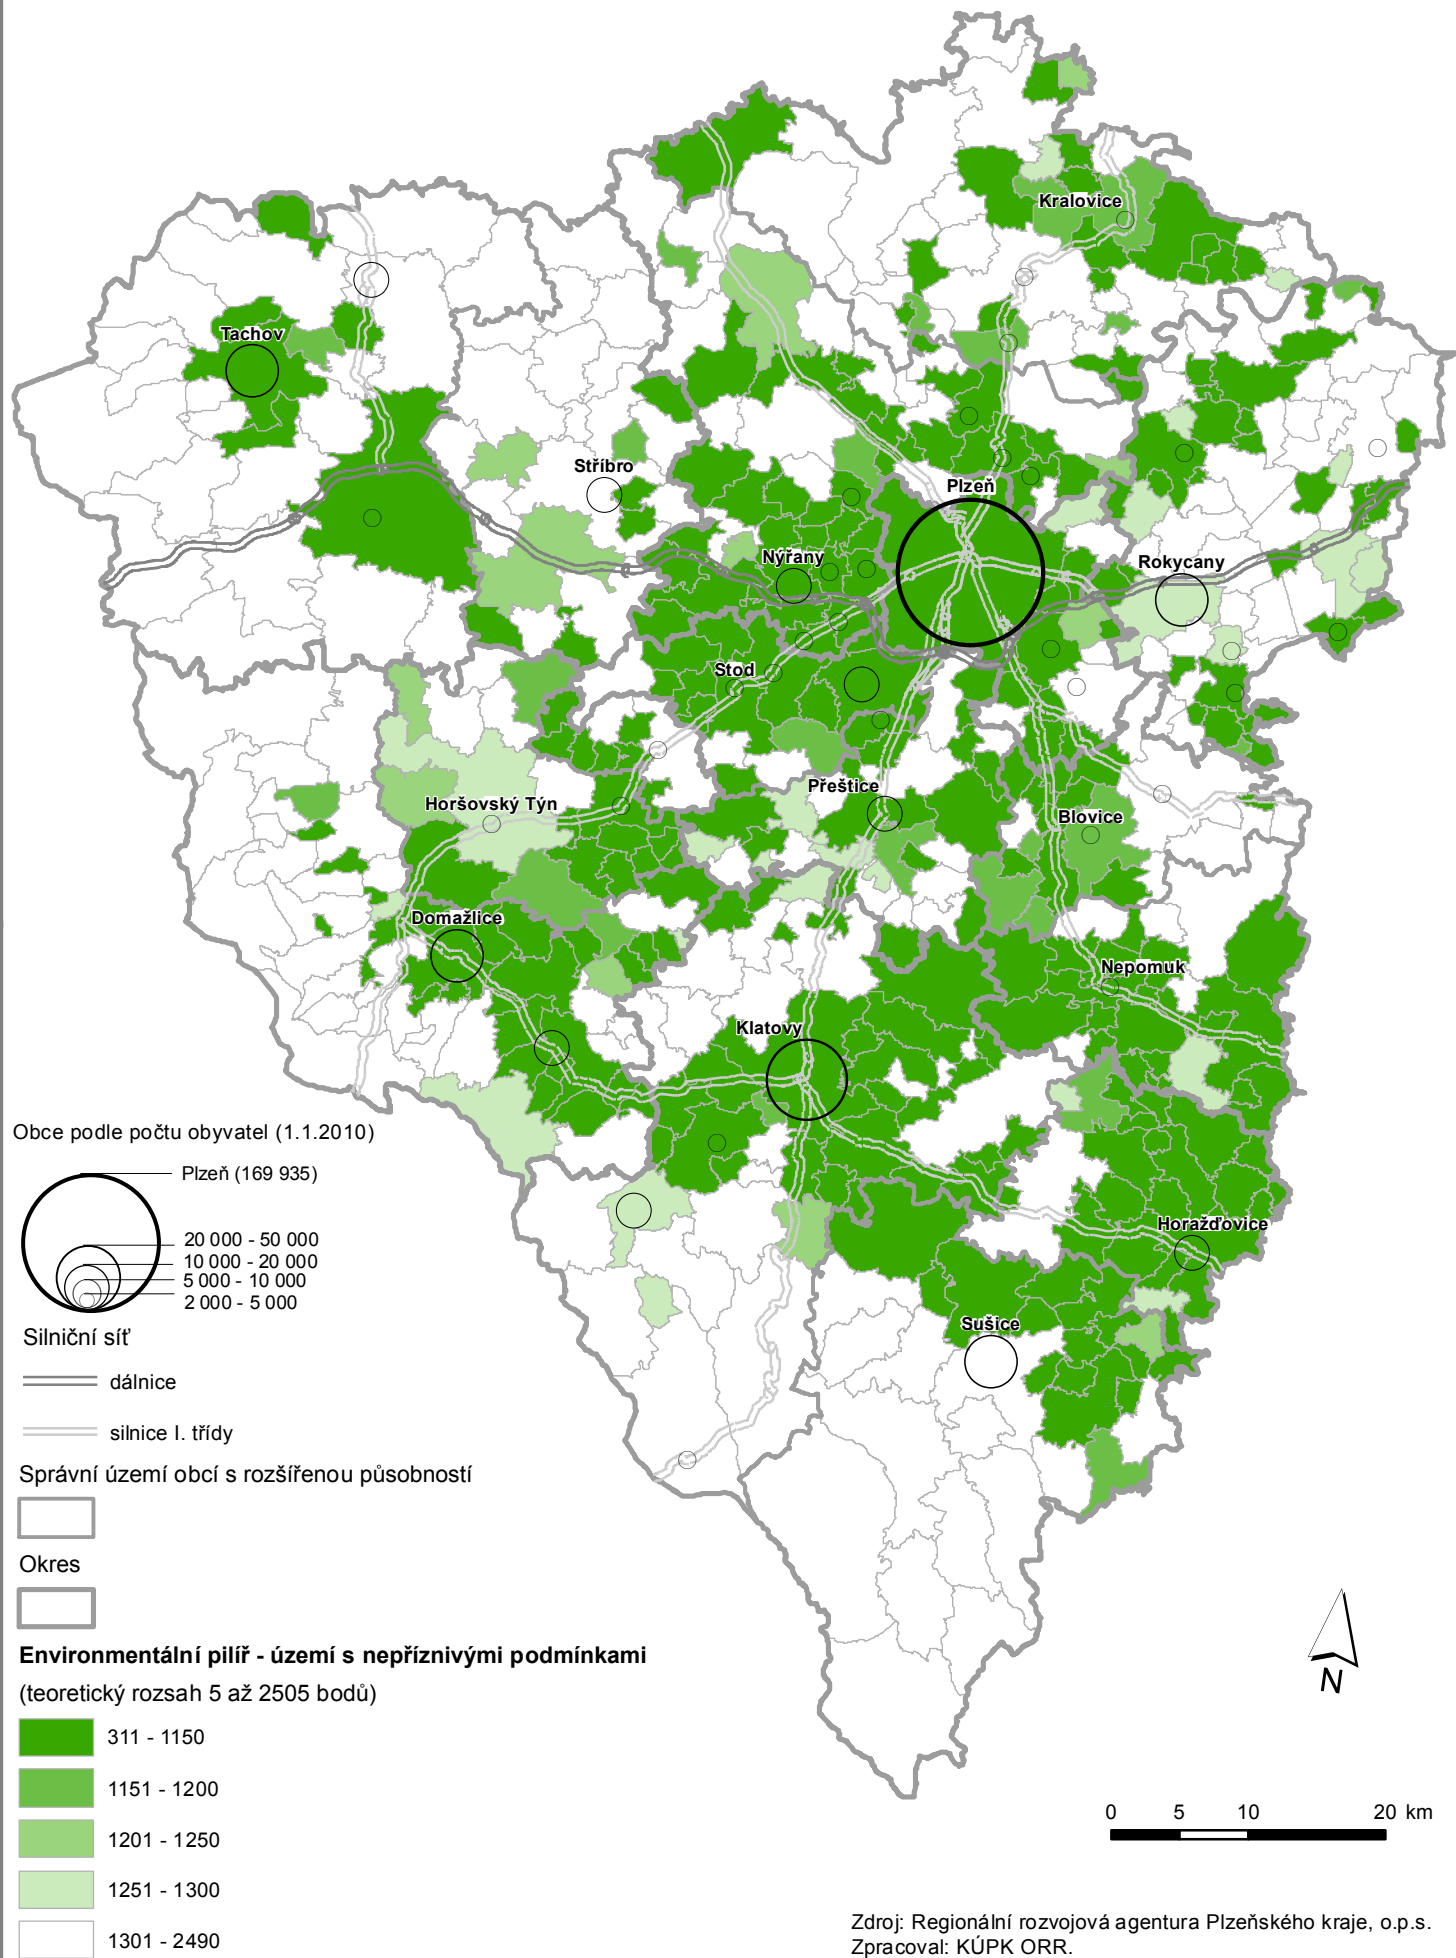 Kralovice
Tachov
Stříbro
Plzeň
Nýřany
Rokycany
Stod
Přeštice
Horšovský Týn
Blovice
Domažlice
Nepomuk
Klatovy
Horažďovice
Sušice
Obce podle počtu obyvatel (1.1.2010)
Plzeň (169 935)
20 000 - 50 000
10 000 - 20 000
5 000 - 10 000
2 000 - 5 000
Silniční síť
dálnice
silnice I. třídy
Správní území obcí s rozšířenou působností
Okres
Environmentální pilíř - území s nepříznivými podmínkami
(teoretický rozsah 5 až 2505 bodů)
311 - 1150
1151 - 1200
1201 - 1250
1251 - 1300
1301 - 2490
N
0 5 10 20 km
Zdroj: Regionální rozvojová agentura Plzeňského kraje, o.p.s.
Zpracoval: KÚPK ORR.